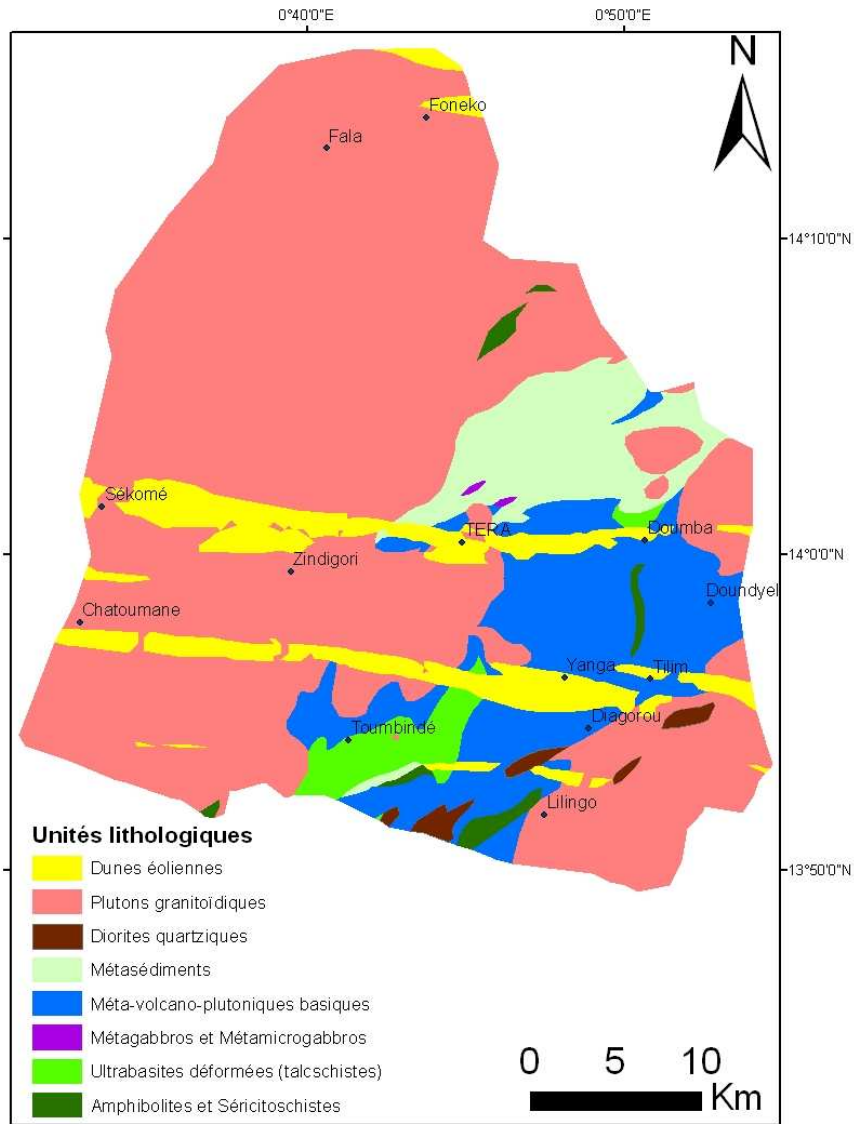 0°40'0"E
0°50'0"E
N
Foneko
Fala
14°10'0"N
Sékomé
TERA
Doumba
14°0'0"N
Zindigori
Doundyel
Chatoumane
Yanga
Tilim
Diagorou
Toumbindé
Lilingo
13°50'0"N
Unités lithologiques
Dunes éoliennes
Plutons granitoïdiques
Diorites quartziques
Métasédiments
Méta-volcano-plutoniques basiques
Métagabbros et Métamicrogabbros
Ultrabasites déformées (talcschistes)
Amphibolites et Séricitoschistes
0 5 10
Km